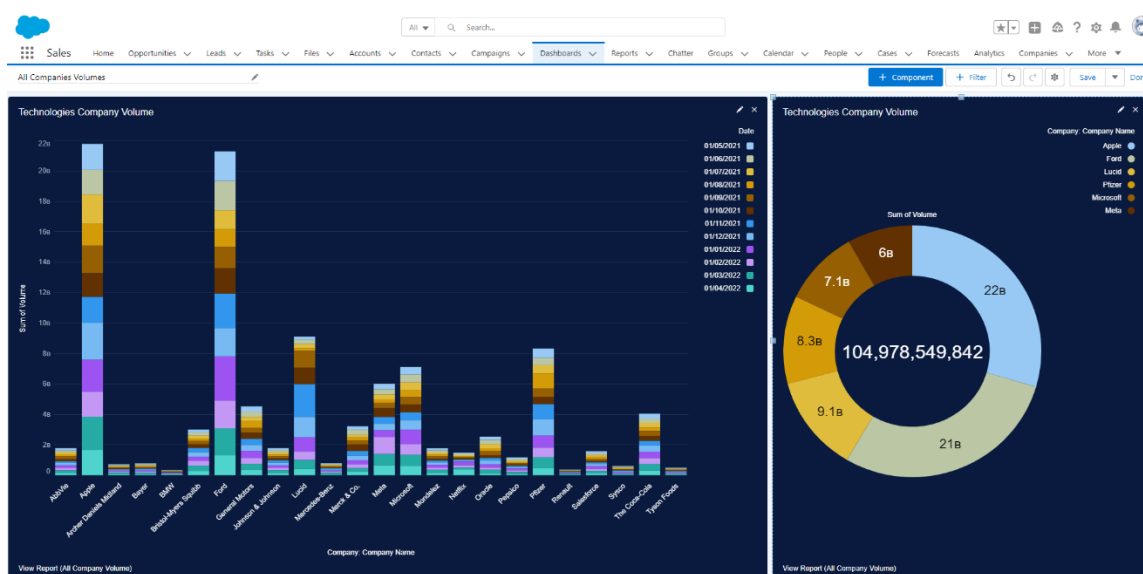 All
Search...
Sales Home Opportunities Leads Tasks Files Accounts Contacts Campaigns Dashboards Reports Chatter Groups Calendar People Cases Forecasts Analytics Companies More
All Companies Volumes
+ Component + Filter Save Don
Technologies Company Volume
Date
01/05/2021
01/06/2021
01/07/2021
01/08/2021
01/09/2021
01/10/2021
01/11/2021
01/12/2021
01/01/2022
01/02/2022
01/03/2022
01/04/2022
Sum of Volume
22B
20B
18B
16B
14B
12B
10B
8B
6B
4B
2B
0
AbbVie
Apple
Archer Daniels Midland
Bayer
BMW
Bristol-Myers Squibb
Ford
General Motors
Johnson & Johnson
Lucid
Mercedes-Benz
Merck & Co.
Meta
Microsoft
Mondelez
Netflix
Oracle
Pepsico
Pfizer
Renault
Salesforce
Sysco
The Coca-Cola
Tyson Foods
Company: Company Name
View Report (All Company Volume)
Technologies Company Volume
Company: Company Name
Apple
Ford
Lucid
Pfizer
Microsoft
Meta
Sum of Volume
22B
21B
9.1B
8.3B
7.1B
6B
104,978,549,842
View Report (All Company Volume)